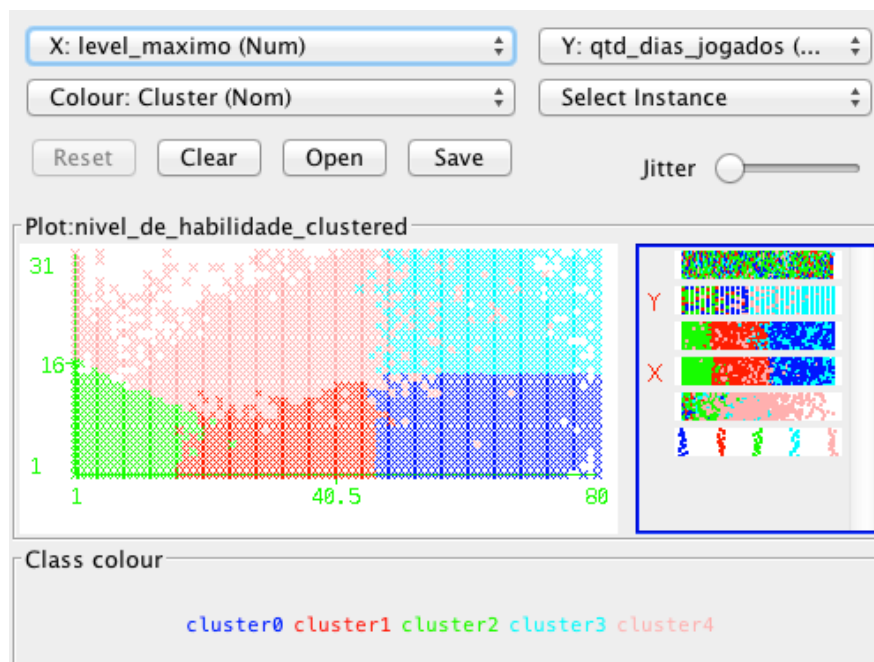 X: level_maximo (Num) Y: qtd_dias_jogados (...
Colour: Cluster (Nom) Select Instance
Reset Clear Open Save Jitter
Plot:nivel_de_habilidade_clustered
31
16
1
1 40.5 80
Y
X
Class colour
cluster0 cluster1 cluster2 cluster3 cluster4